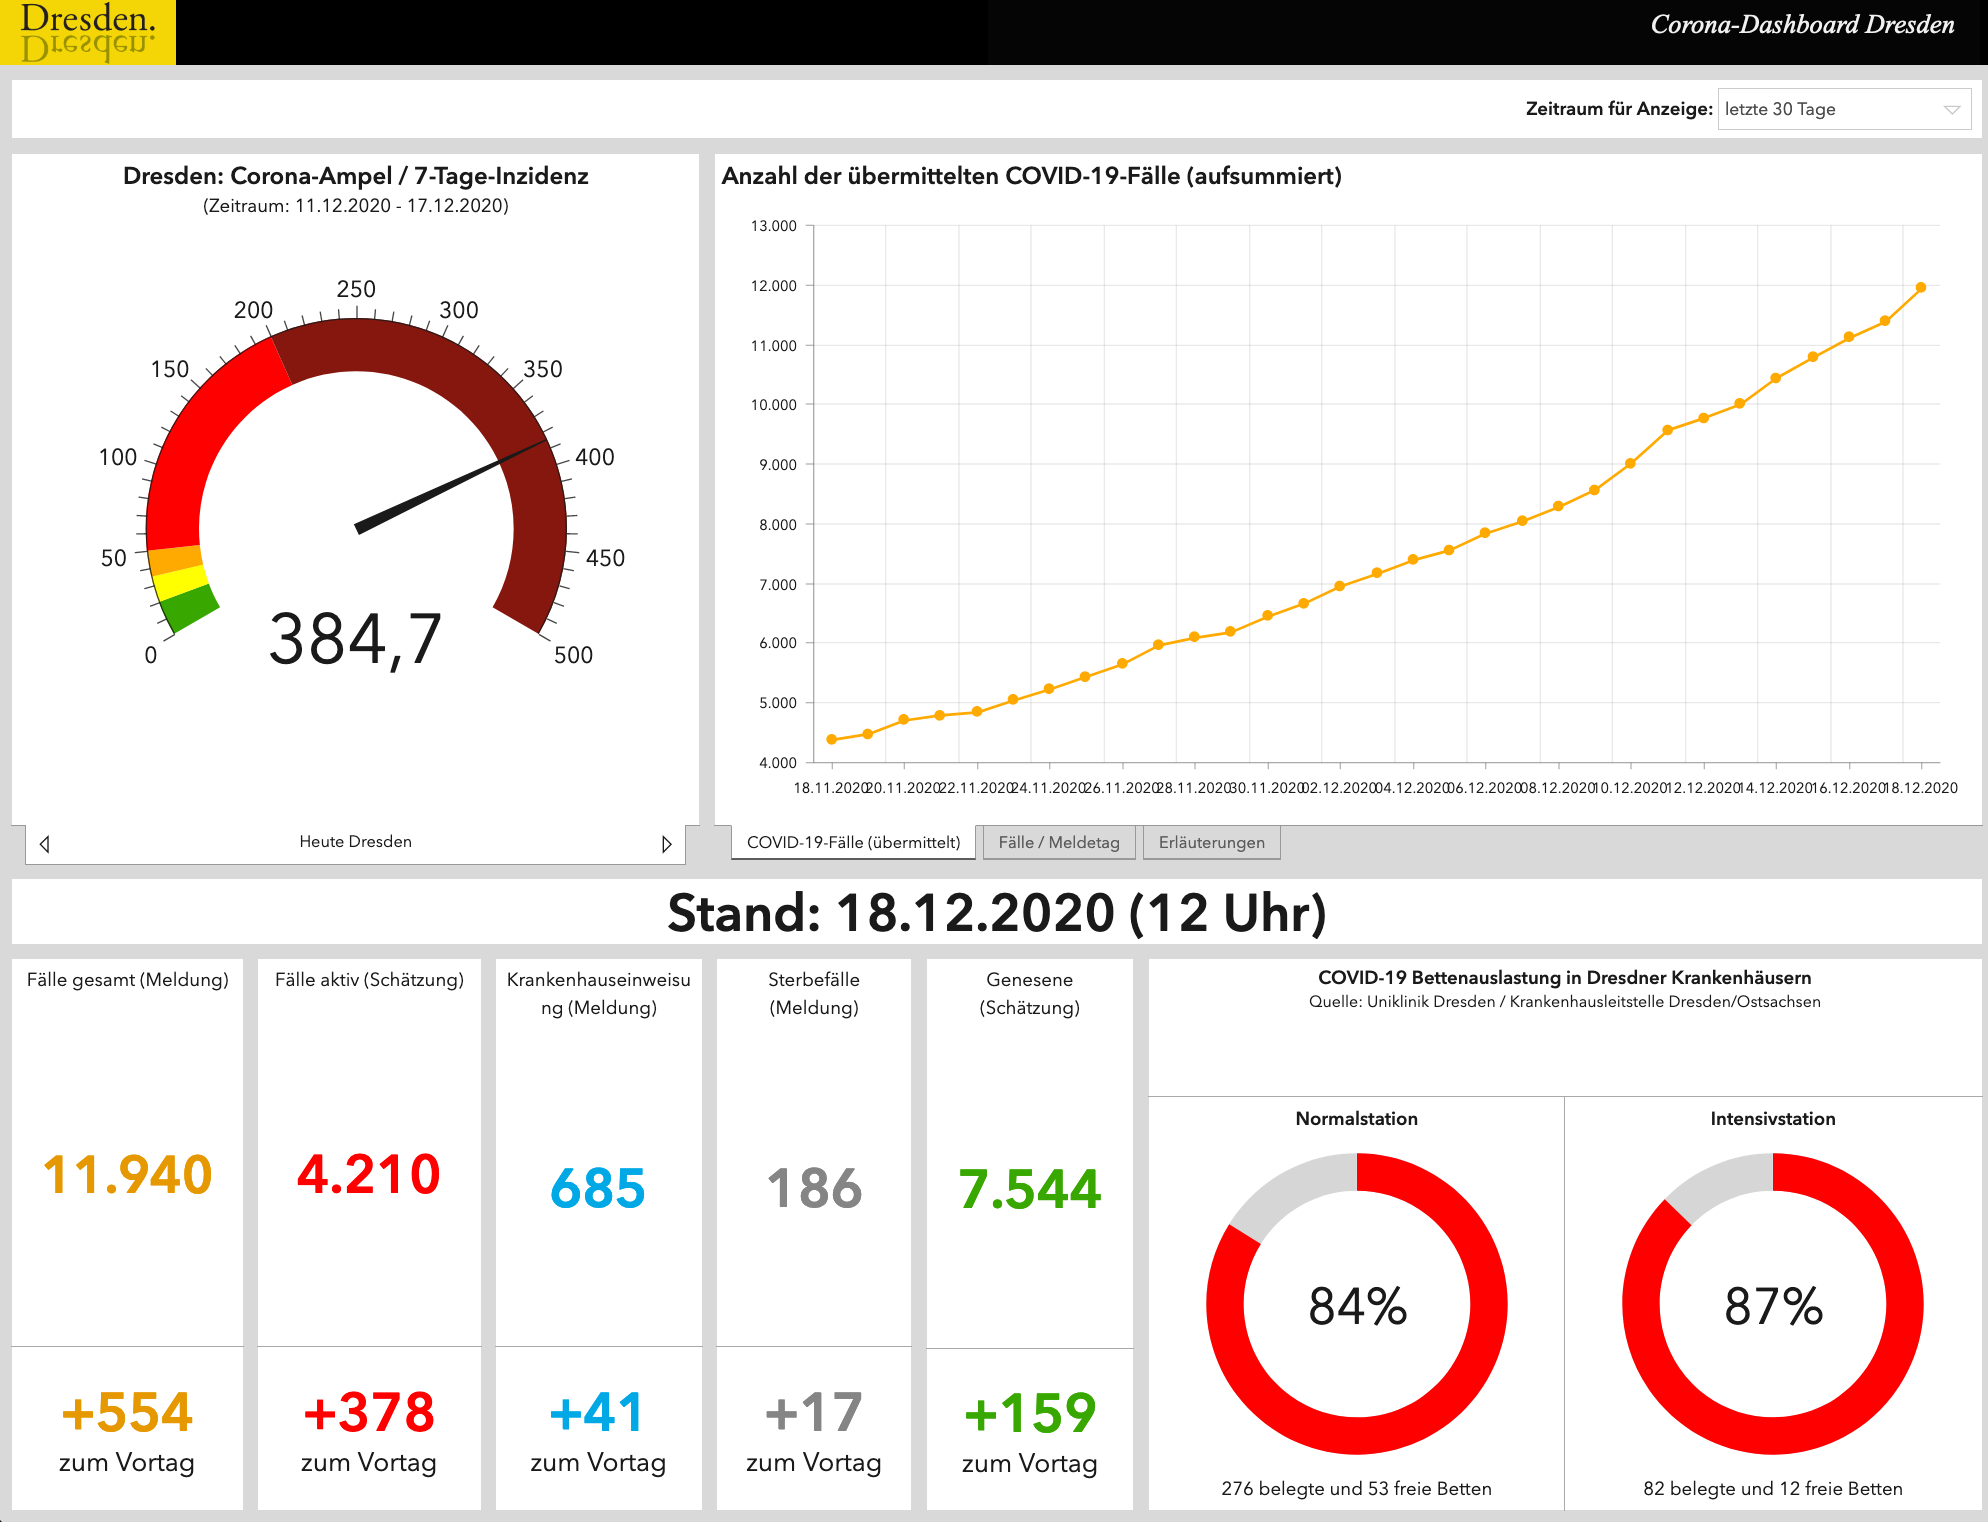 Dresden.
Dresden.
Corona-Dashboard Dresden
Zeitraum für Anzeige: letzte 30 Tage
Dresden: Corona-Ampel / 7-Tage-Inzidenz
(Zeitraum: 11.12.2020 - 17.12.2020)
0
50
100
150
200
250
300
350
400
450
500
384,7
Heute Dresden
Anzahl der übermittelten COVID-19-Fälle (aufsummiert)
13.000
12.000
11.000
10.000
9.000
8.000
7.000
6.000
5.000
4.000
18.11.2020 20.11.2020 22.11.2020 24.11.2020 26.11.2020 28.11.2020 30.11.2020 02.12.2020 04.12.2020 06.12.2020 08.12.2020 10.12.2020 12.12.2020 14.12.2020 16.12.2020 18.12.2020
COVID-19-Fälle (übermittelt) Fälle / Meldetag Erläuterungen
Stand: 18.12.2020 (12 Uhr)
Fälle gesamt (Meldung)
11.940
+554
zum Vortag
Fälle aktiv (Schätzung)
4.210
+378
zum Vortag
Krankenhauseinweisu
ng (Meldung)
685
+41
zum Vortag
Sterbefälle
(Meldung)
186
+17
zum Vortag
Genesene
(Schätzung)
7.544
+159
zum Vortag
COVID-19 Bettenauslastung in Dresdner Krankenhäusern
Quelle: Uniklinik Dresden / Krankenhausleitstelle Dresden/Ostsachsen
Normalstation
84%
276 belegte und 53 freie Betten
Intensivstation
87%
82 belegte und 12 freie Betten